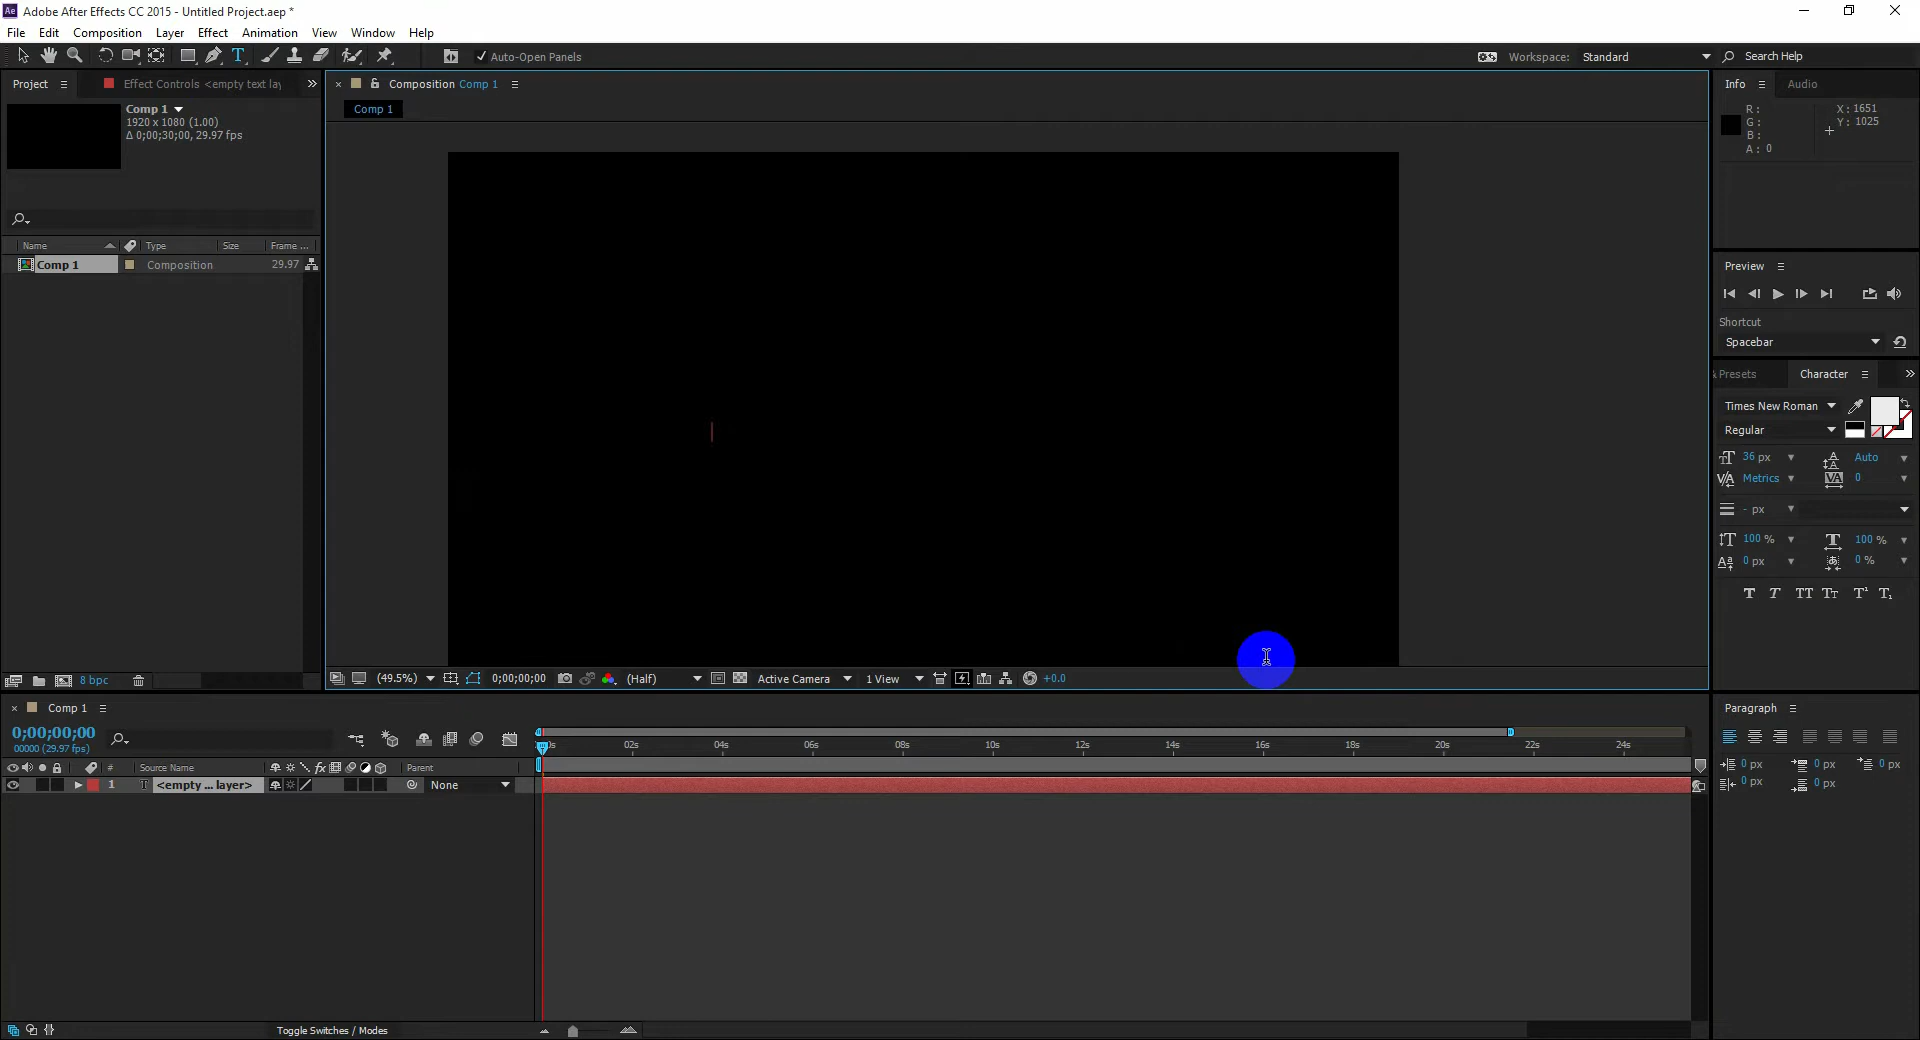 Ae Adobe After Effects CC 2015 - Untitled Project.aep *
File Edit Composition Layer Effect Animation View Window Help
Auto-Open Panels Workspace: Standard Search Help
Project Effect Controls <empty text lay
Composition Comp 1
Info Audio
Comp 1
1920 x 1080 (1.00)
Δ 0;00;30;00, 29.97 fps
Comp 1
R:
G:
B:
A: 0
X: 1651
Y: 1025
Name Type Size Frame ...
Comp 1 Composition 29.97
Preview
Shortcut
Spacebar
& Presets Character
Times New Roman
Regular
36 px Auto
Metrics 0
- px
100 % 100 %
0 px 0 %
T T TT Tt T¹ T₁
8 bpc
(49.5%) 0;00;00;00 (Half) Active Camera 1 View +0.0
Comp 1
Paragraph
0;00;00;00
00000 (29.97 fps)
0s 02s 04s 06s 08s 10s 12s 14s 16s 18s 20s 22s 24s
# Source Name fx Parent
1 T <empty ... layer> None
0 px 0 px 0 px
0 px 0 px
Toggle Switches / Modes